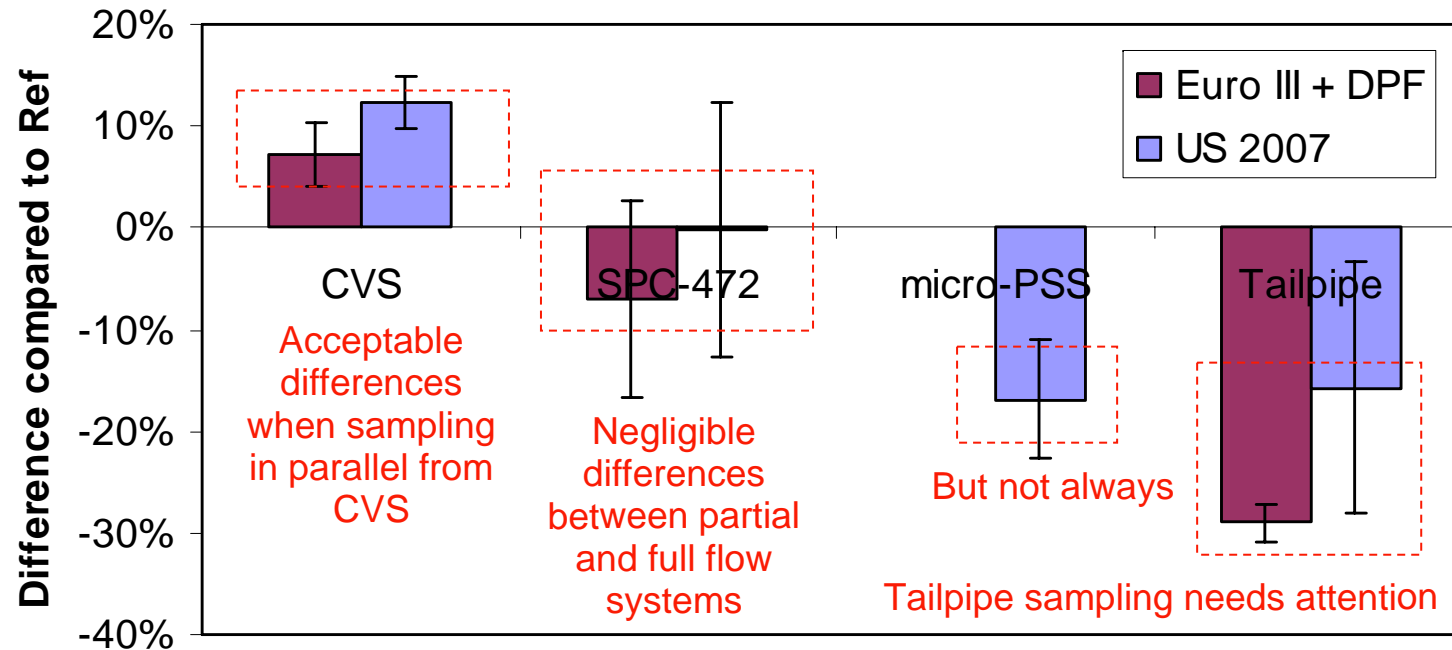 Difference compared to Ref
20%
10%
0%
-10%
-20%
-30%
-40%
Euro III + DPF
US 2007
CVS
SPC-472
micro-PSS
Tailpipe
Acceptable
differences
when sampling
in parallel from
CVS
Negligible
differences
between partial
and full flow
systems
But not always
Tailpipe sampling needs attention